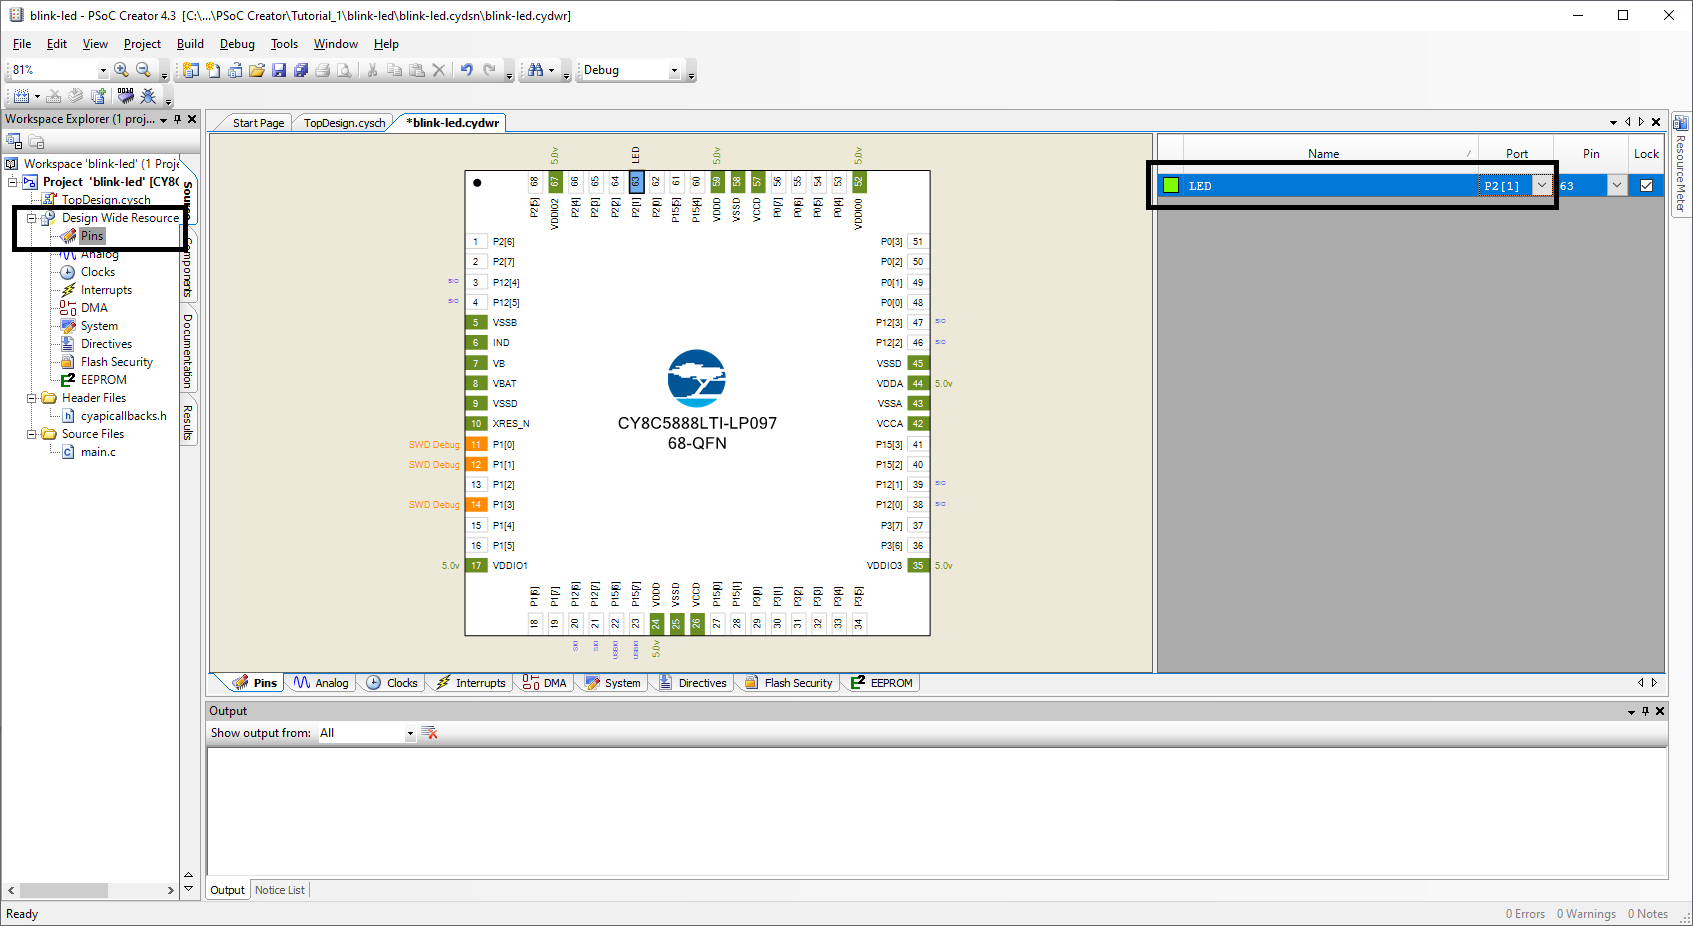 blink-led - PSoC Creator 4.3 [C:\...\PSoC Creator\Tutorial_1\blink-led\blink-led.cydsn\blink-led.cydwr]
File Edit View Project Build Debug Tools Window Help
81% Debug
Workspace Explorer (1 proj...
Workspace 'blink-led' (1 Proje
Project 'blink-led' [CY8C
TopDesign.cysch
Design Wide Resource
Pins
Analog
Clocks
Interrupts
DMA
System
Directives
Flash Security
EEPROM
Header Files
cyapicallbacks.h
Source Files
main.c
Source
Components
Documentation
Results
Start Page TopDesign.cysch *blink-led.cydwr
5.0v LED 5.0v 5.0v
68 67 66 65 64 63 62 61 60 59 58 57 56 55 54 53 52
P2[5] VDDIO2 P2[4] P2[3] P2[2] P2[1] P2[0] P15[5] P15[4] VDDD VSSD VCCD P0[7] P0[6] P0[5] P0[4] VDDIO0
1 P2[6]
2 P2[7]
SIO 3 P12[4]
SIO 4 P12[5]
5 VSSB
6 IND
7 VB
8 VBAT
9 VSSD
10 XRES_N
SWD Debug 11 P1[0]
SWD Debug 12 P1[1]
13 P1[2]
SWD Debug 14 P1[3]
15 P1[4]
16 P1[5]
5.0v 17 VDDIO1
CY8C5888LTI-LP097
68-QFN
P0[3] 51
P0[2] 50
P0[1] 49
P0[0] 48
P12[3] 47 SIO
P12[2] 46 SIO
VSSD 45
VDDA 44 5.0v
VSSA 43
VCCA 42
P15[3] 41
P15[2] 40
P12[1] 39 SIO
P12[0] 38 SIO
P3[7] 37
P3[6] 36
VDDIO3 35 5.0v
P1[6] P1[7] P12[6] P12[7] P15[6] P15[7] VDDD VSSD VCCD P15[0] P15[1] P3[0] P3[1] P3[2] P3[3] P3[4] P3[5]
18 19 20 21 22 23 24 25 26 27 28 29 30 31 32 33 34
SIO SIO USBIO USBIO 5.0v
Name / Port Pin Lock
LED P2[1] 63
Resource Meter
Pins Analog Clocks Interrupts DMA System Directives Flash Security EEPROM
Output
Show output from: All
Output Notice List
Ready 0 Errors 0 Warnings 0 Notes